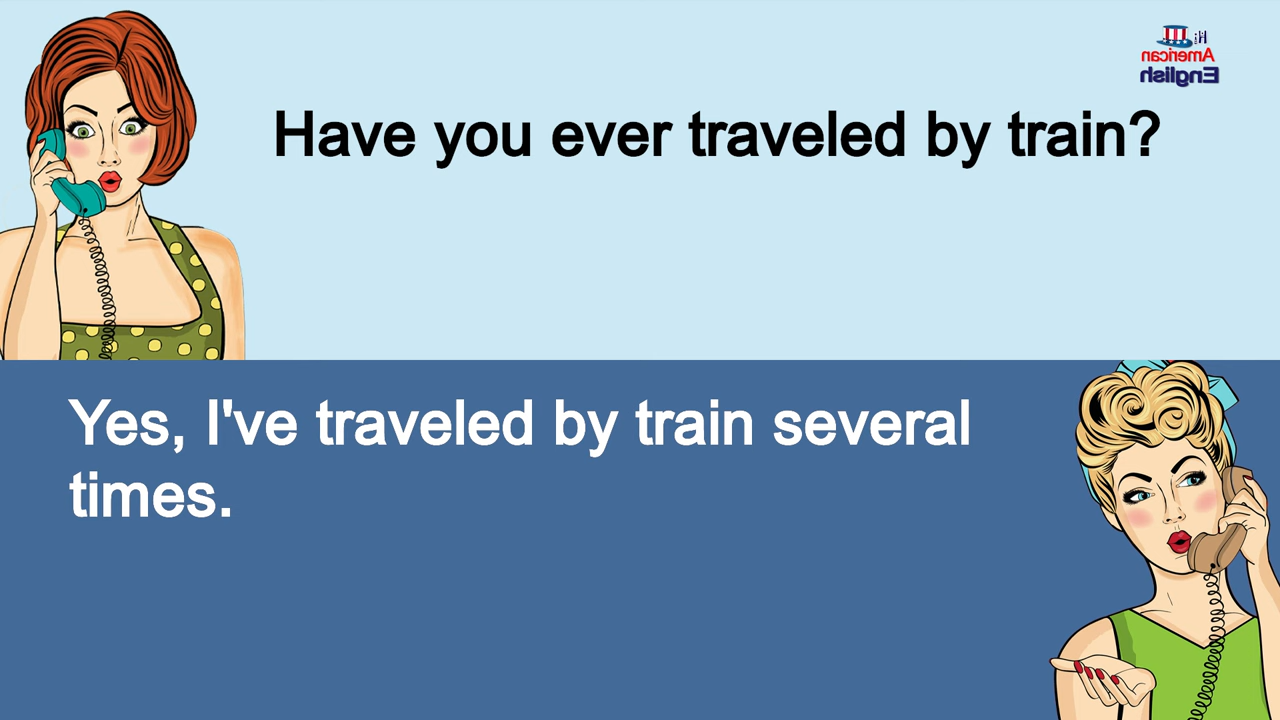 Hi!
American
English
Have you ever traveled by train?
Yes, I've traveled by train several
times.